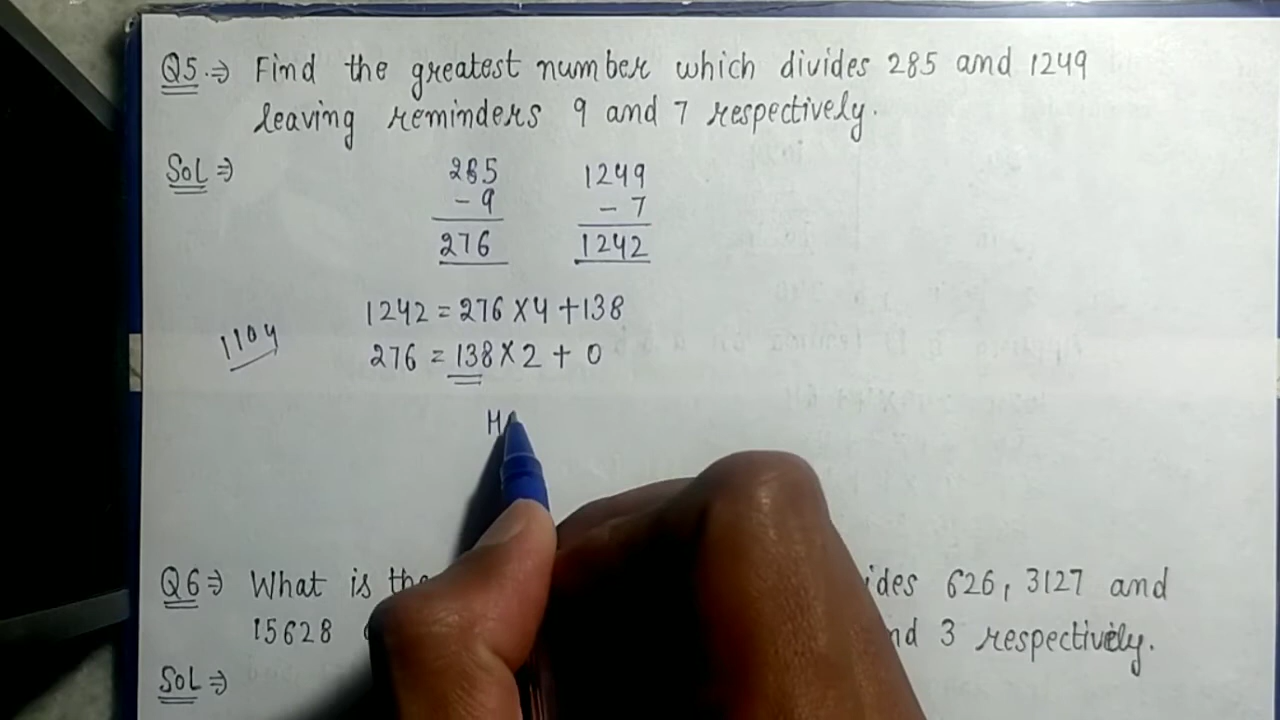 Q5.⇒ Find the greatest number which divides 285 and 1249
leaving reminders 9 and 7 respectively.
SoL ⇒
285 1249
- 9 - 7
276 1242
1242 = 276 X 4 + 138
1104
276 = 138 X 2 + 0
H
Q6⇒ What is the ides 626, 3127 and
15628 nd 3 respectively.
SoL ⇒